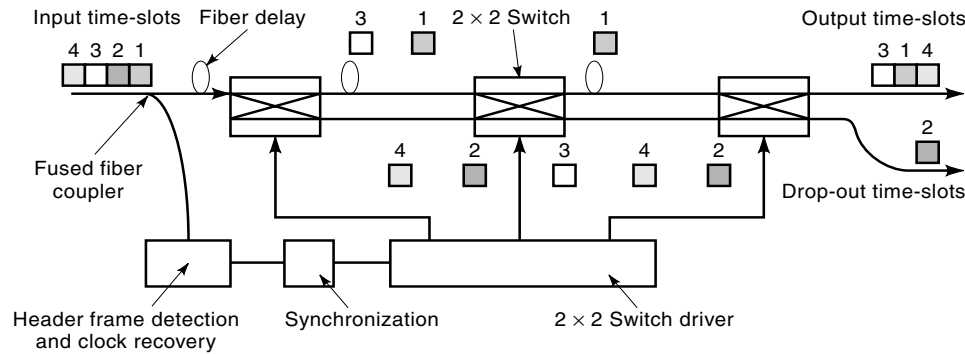 Input time-slots
Fiber delay
3
1
2 × 2 Switch
1
Output time-slots
4 3 2 1
3 1 4
2
Fused fiber
coupler
4
2
3
4
2
Drop-out time-slots
Header frame detection
and clock recovery
Synchronization
2 × 2 Switch driver